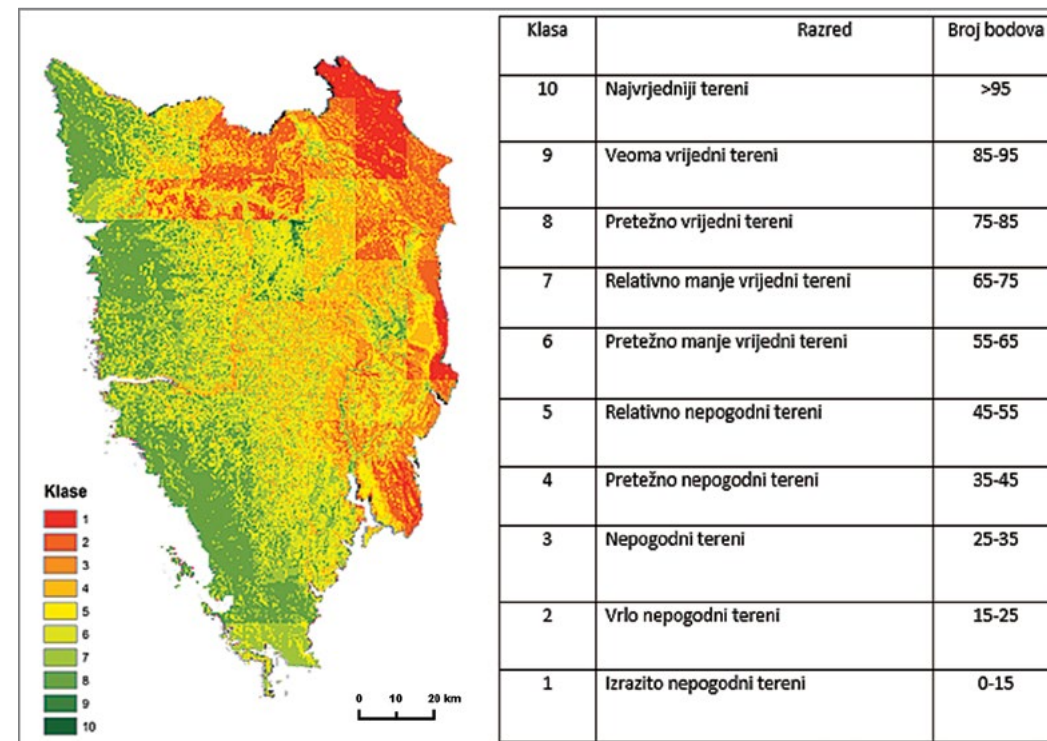 Klasa Razred Broj bodova
10 Najvrjedniji tereni >95
9 Veoma vrijedni tereni 85-95
8 Pretežno vrijedni tereni 75-85
7 Relativno manje vrijedni tereni 65-75
6 Pretežno manje vrijedni tereni 55-65
5 Relativno nepogodni tereni 45-55
4 Pretežno nepogodni tereni 35-45
3 Nepogodni tereni 25-35
2 Vrlo nepogodni tereni 15-25
1 Izrazito nepogodni tereni 0-15
Klase
1
2
3
4
5
6
7
8
9
10
0 10 20 km